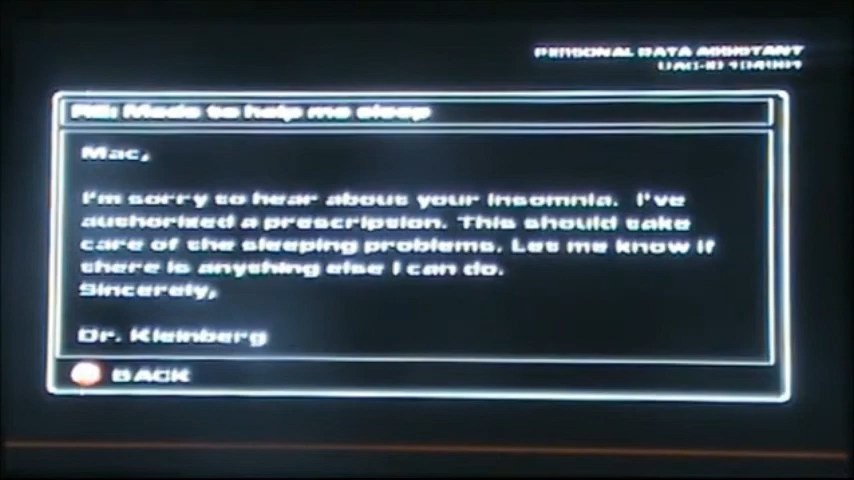 PERSONAL DATA ASSISTANT
RE: Meds to help me sleep
Mac,
I'm sorry to hear about your insomnia. I've
authorized a prescription. This should take
care of the sleeping problems. Let me know if
there is anything else I can do.
Sincerely,
Dr. Kleinberg
BACK